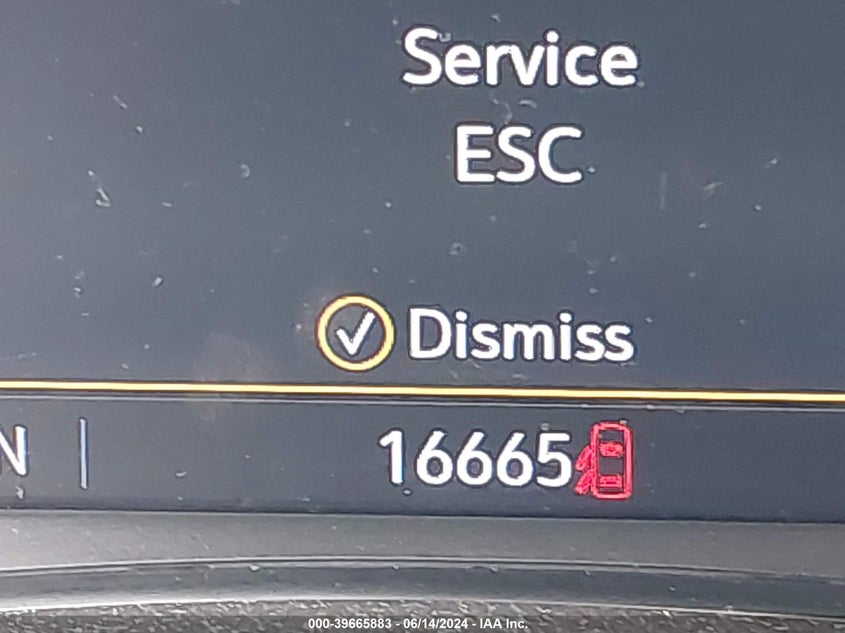 Service
ESC
Dismiss
N 16665
000-39665883 - 06/14/2024 - IAA Inc.